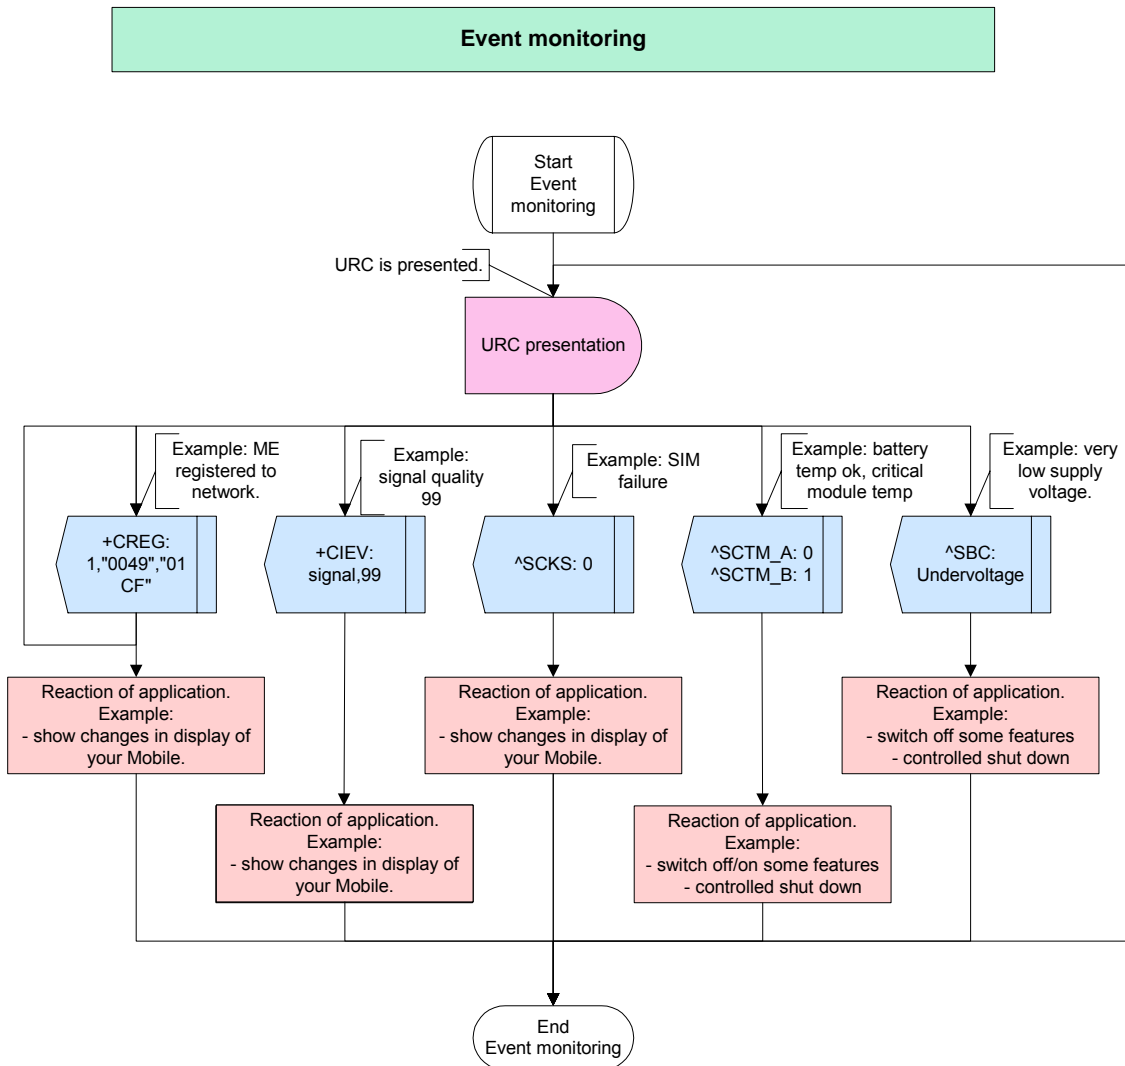 Event monitoring
Start
Event
monitoring
URC is presented.
URC presentation
Example: ME
registered to
network.
Example:
signal quality
99
Example: SIM
failure
Example: battery
temp ok, critical
module temp
Example: very
low supply
voltage.
+CREG:
1,"0049","01
CF"
+CIEV:
signal,99
^SCKS: 0
^SCTM_A: 0
^SCTM_B: 1
^SBC:
Undervoltage
Reaction of application.
Example:
- show changes in display of
your Mobile.
Reaction of application.
Example:
- show changes in display of
your Mobile.
Reaction of application.
Example:
- switch off some features
- controlled shut down
Reaction of application.
Example:
- show changes in display of
your Mobile.
Reaction of application.
Example:
- switch off/on some features
- controlled shut down
End
Event monitoring